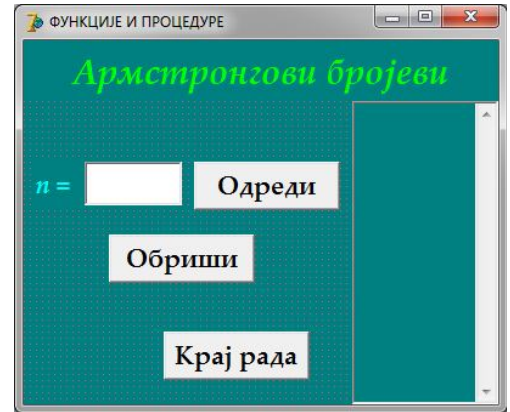 ФУНКЦИЈЕ И ПРОЦЕДУРЕ
Армстронгови бројеви
n =
Одреди
Обриши
Крај рада